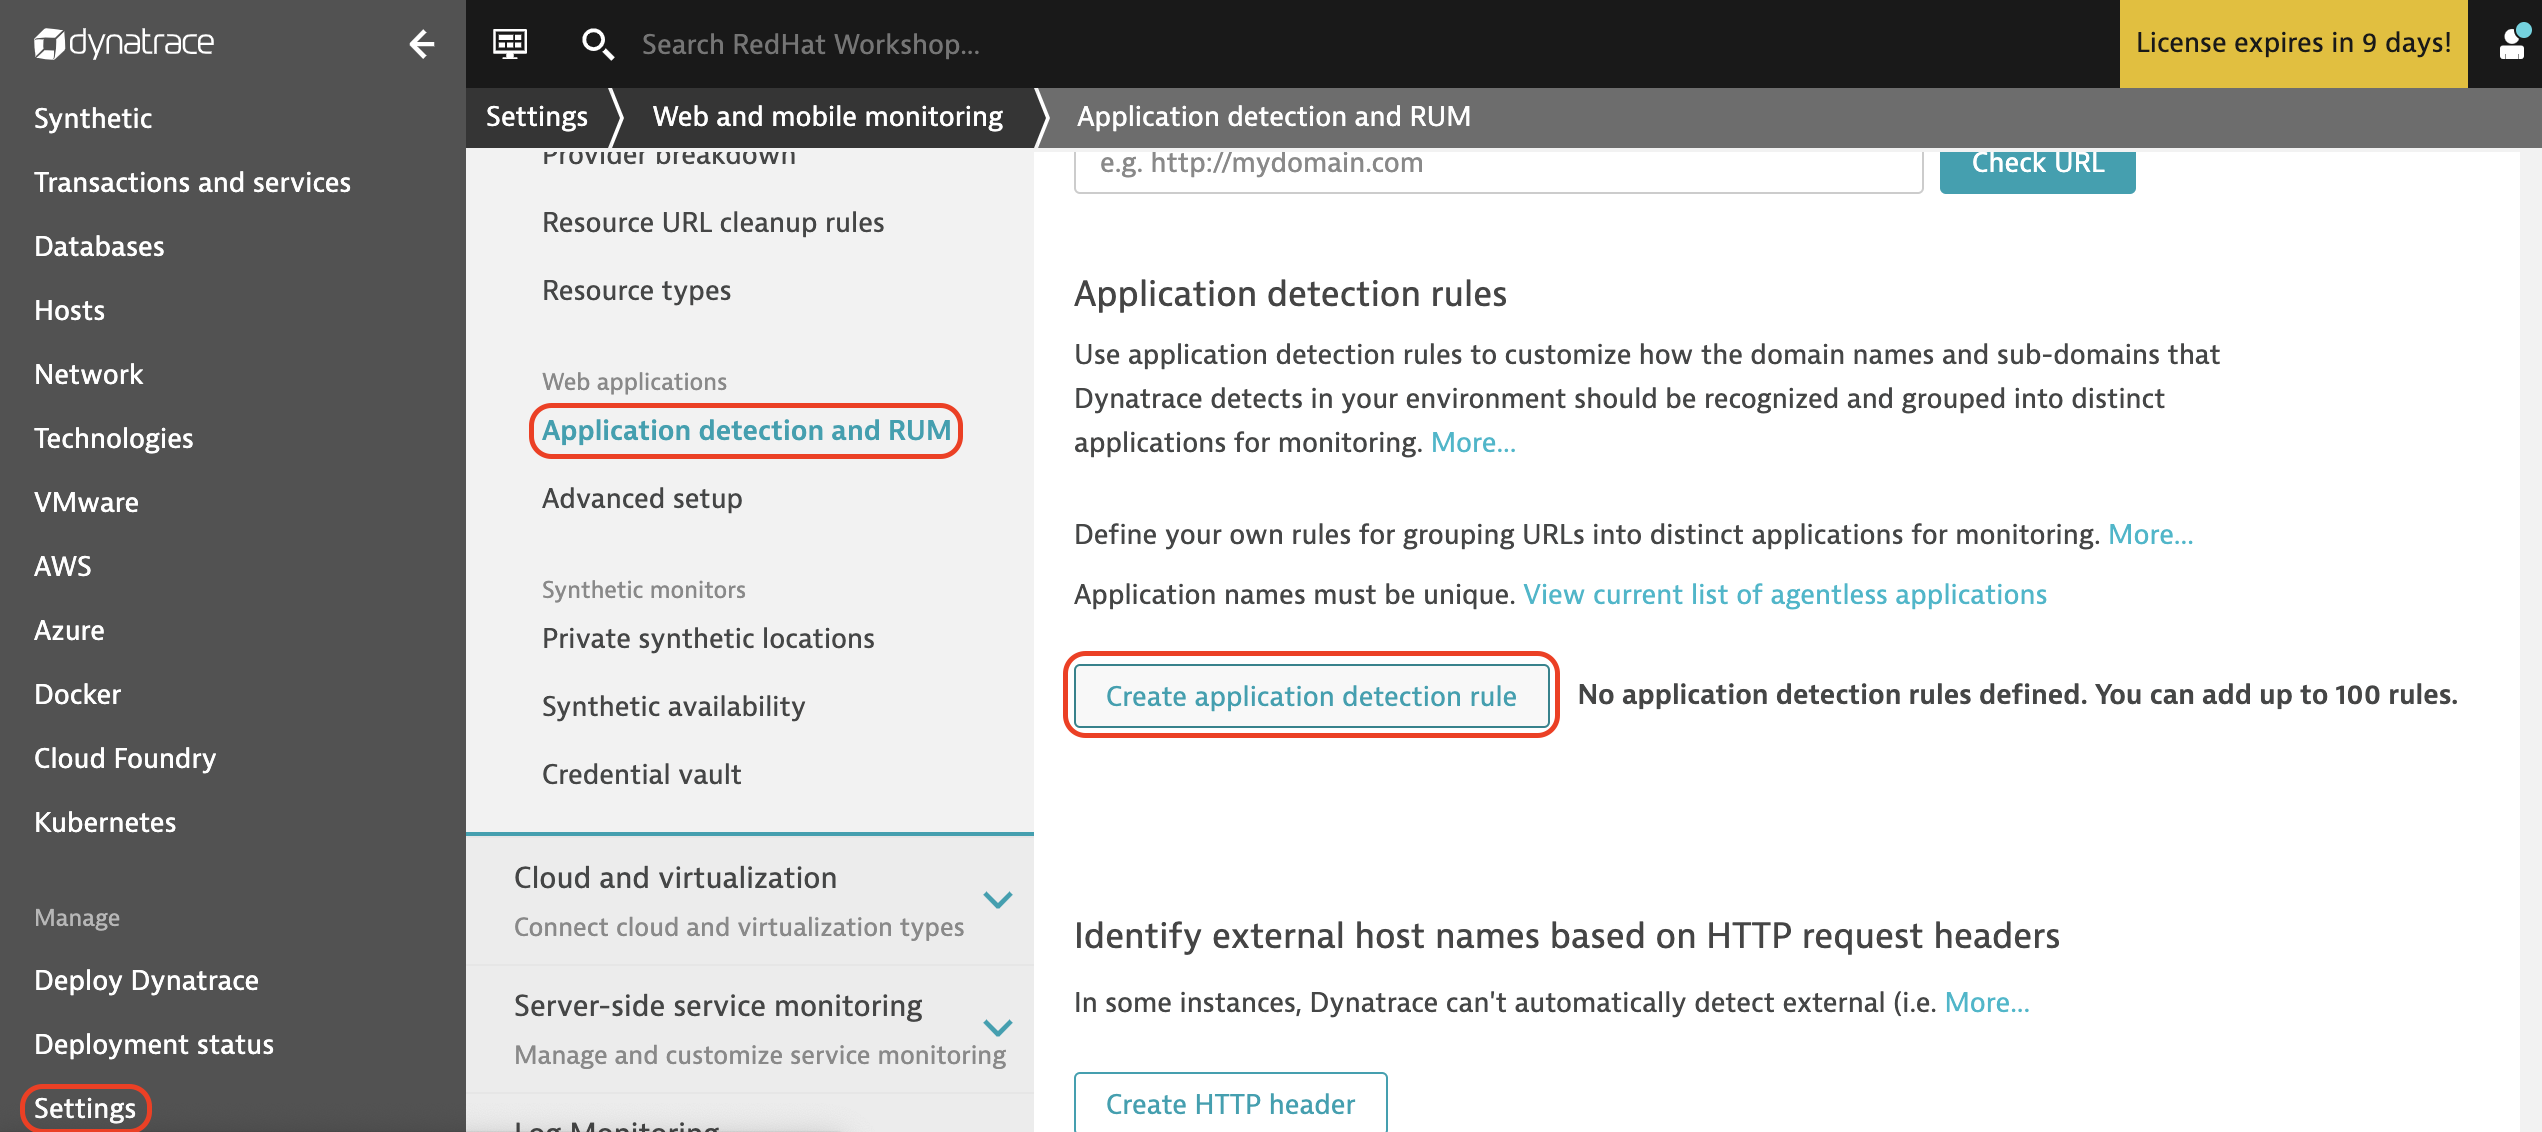 dynatrace
Search RedHat Workshop...
License expires in 9 days!
Settings
Web and mobile monitoring
Application detection and RUM
Synthetic
Transactions and services
Databases
Hosts
Network
Technologies
VMware
AWS
Azure
Docker
Cloud Foundry
Kubernetes
Manage
Deploy Dynatrace
Deployment status
Settings
Provider breakdown
Resource URL cleanup rules
Resource types
Web applications
Application detection and RUM
Advanced setup
Synthetic monitors
Private synthetic locations
Synthetic availability
Credential vault
Cloud and virtualization
Connect cloud and virtualization types
Server-side service monitoring
Manage and customize service monitoring
Log Monitoring
e.g. http://mydomain.com
Check URL
Application detection rules
Use application detection rules to customize how the domain names and sub-domains that
Dynatrace detects in your environment should be recognized and grouped into distinct
applications for monitoring. More...
Define your own rules for grouping URLs into distinct applications for monitoring. More...
Application names must be unique. View current list of agentless applications
Create application detection rule
No application detection rules defined. You can add up to 100 rules.
Identify external host names based on HTTP request headers
In some instances, Dynatrace can't automatically detect external (i.e. More...
Create HTTP header